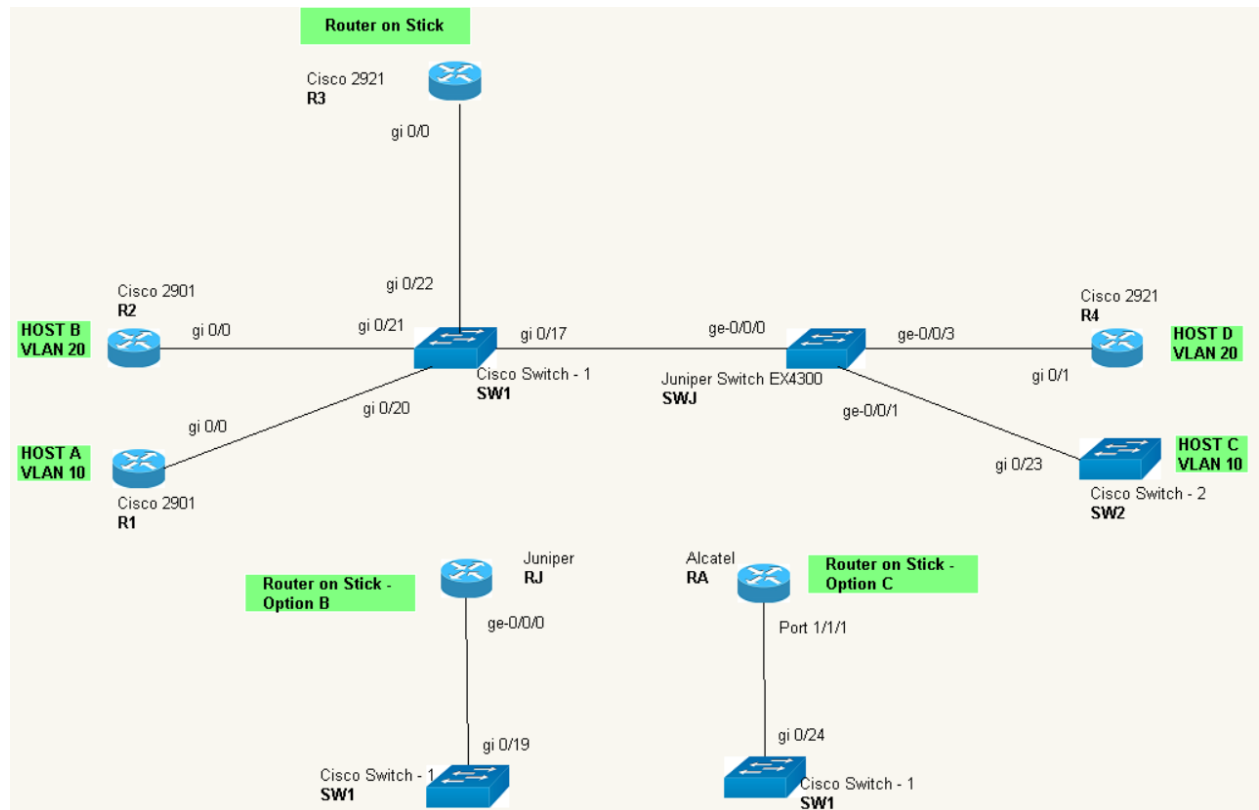 Router on Stick
Cisco 2921
R3
gi 0/0
gi 0/22
Cisco 2901
R2
HOST B
VLAN 20
gi 0/0
gi 0/21
gi 0/17
Cisco Switch - 1
SW1
ge-0/0/0
Juniper Switch EX4300
SWJ
ge-0/0/3
Cisco 2921
R4
HOST D
VLAN 20
gi 0/1
ge-0/0/1
gi 0/20
gi 0/0
HOST A
VLAN 10
Cisco 2901
R1
gi 0/23
HOST C
VLAN 10
Cisco Switch - 2
SW2
Router on Stick -
Option B
Juniper
RJ
ge-0/0/0
gi 0/19
Cisco Switch - 1
SW1
Alcatel
RA
Router on Stick -
Option C
Port 1/1/1
gi 0/24
Cisco Switch - 1
SW1